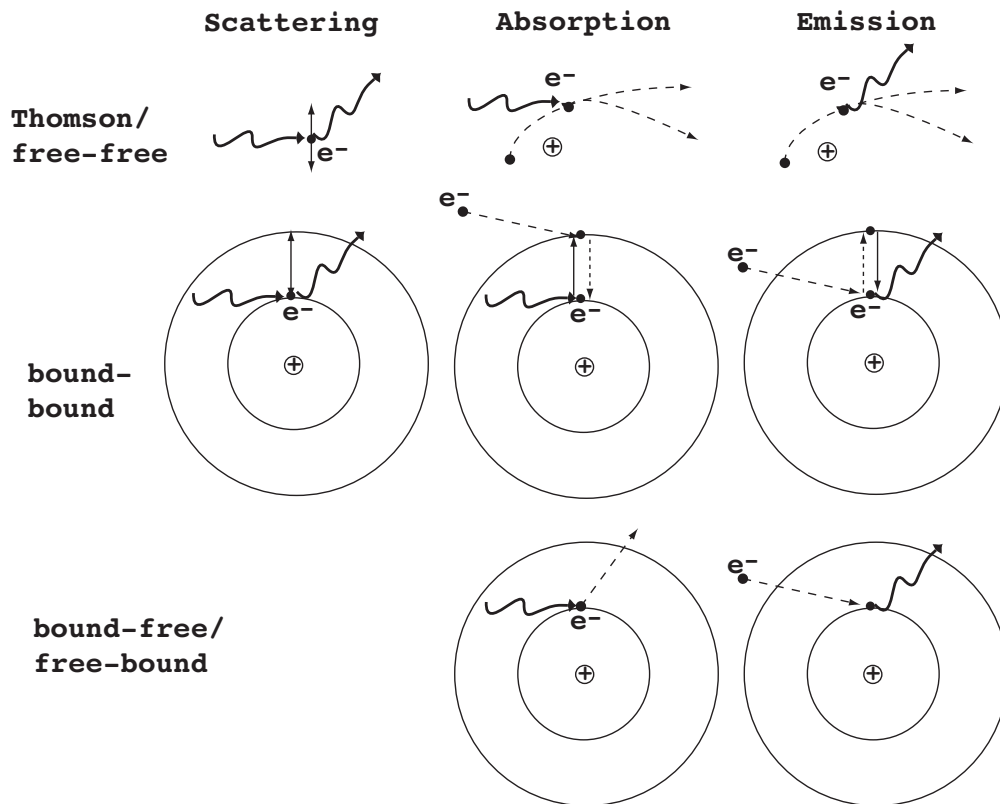 Scattering Absorption Emission
Thomson/
free-free
e-
e-
e-
+
+
bound-
bound
e-
+
e-
e-
+
e-
e-
+
bound-free/
free-bound
e-
+
e-
+